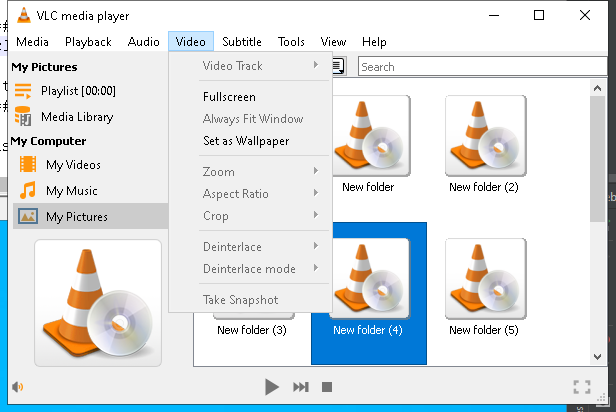 VLC media player
Media Playback Audio Video Subtitle Tools View Help
My Pictures
Playlist [00:00]
Media Library
My Computer
My Videos
My Music
My Pictures
Video Track
Fullscreen
Always Fit Window
Set as Wallpaper
Zoom
Aspect Ratio
Crop
Deinterlace
Deinterlace mode
Take Snapshot
Search
New folder
New folder (2)
New folder (3)
New folder (4)
New folder (5)